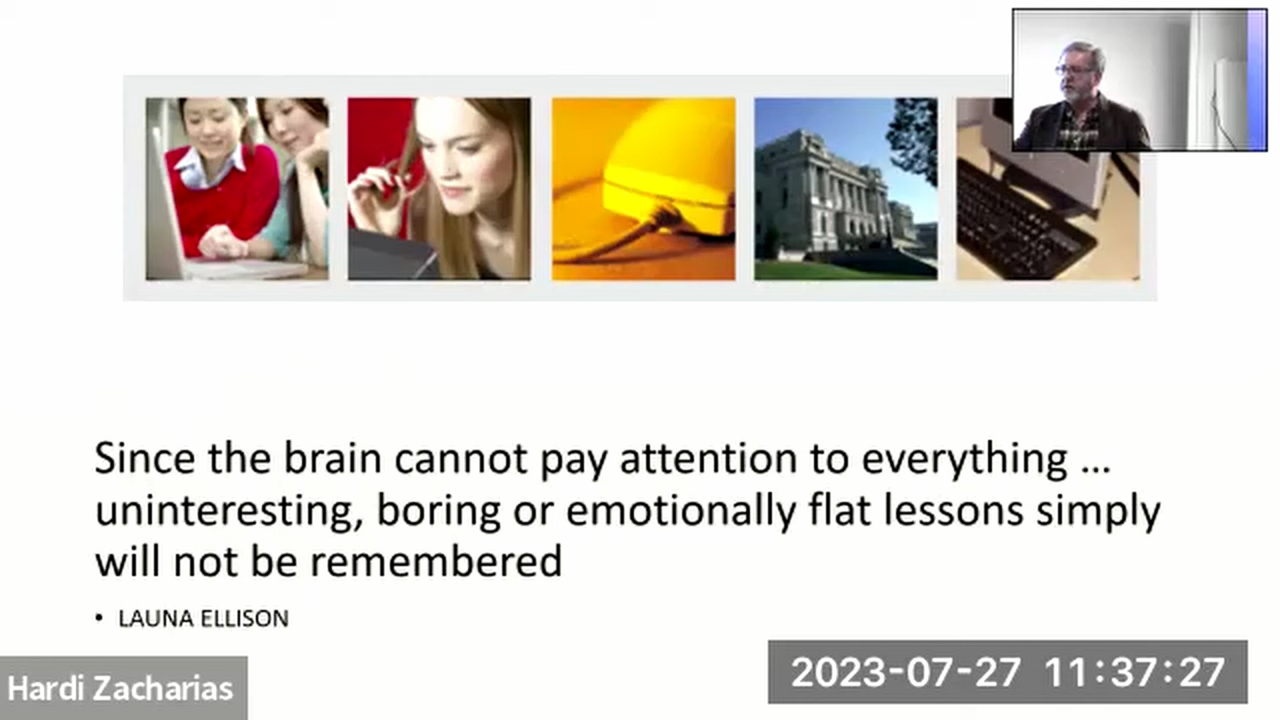 Since the brain cannot pay attention to everything ...
uninteresting, boring or emotionally flat lessons simply
will not be remembered
• LAUNA ELLISON
Hardi Zacharias
2023-07-27 11:37:27